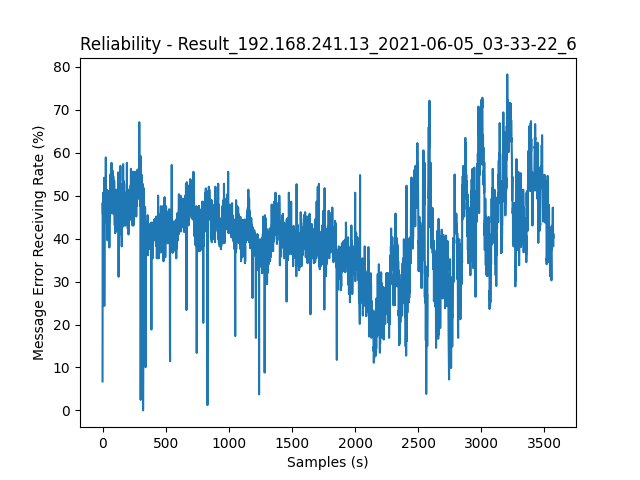 Reliability - Result_192.168.241.13_2021-06-05_03-33-22_6
80
70
60
50
40
30
20
10
0
Message Error Receiving Rate (%)
0 500 1000 1500 2000 2500 3000 3500
Samples (s)